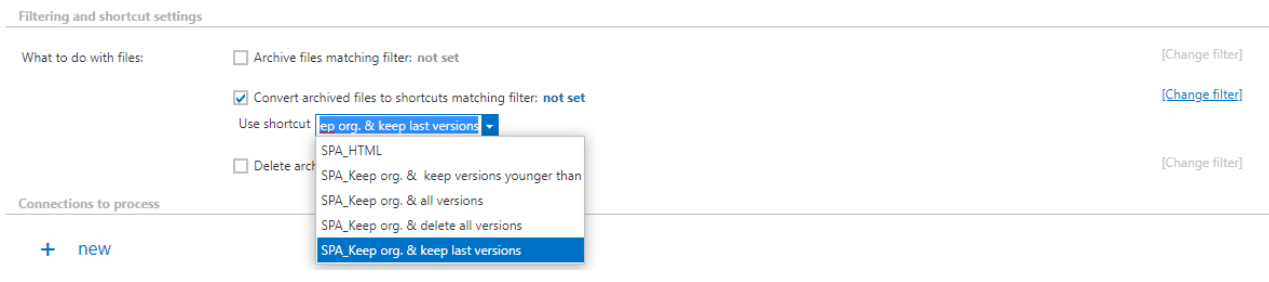 Filtering and shortcut settings
What to do with files: Archive files matching filter: not set [Change filter]
Convert archived files to shortcuts matching filter: not set [Change filter]
Use shortcut ep org. & keep last versions
SPA_HTML
Delete arch [Change filter]
SPA_Keep org. & keep versions younger than
SPA_Keep org. & all versions
Connections to process
SPA_Keep org. & delete all versions
+ new
SPA_Keep org. & keep last versions